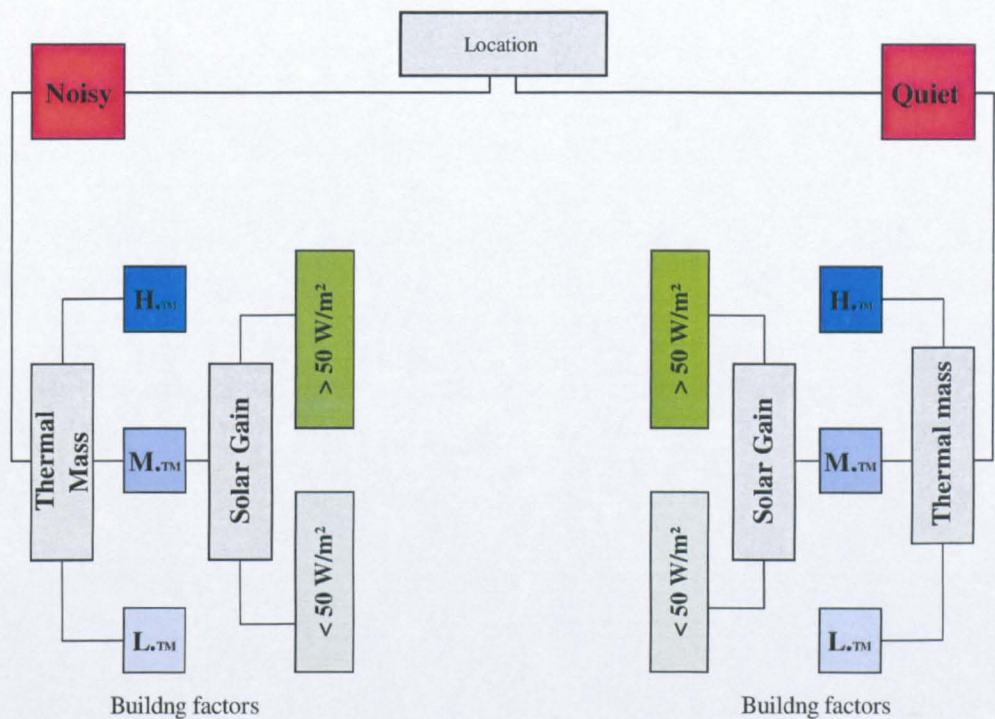 Location
Noisy
Quiet
H.TM
> 50 W/m²
Thermal
Mass
M.TM
Solar Gain
< 50 W/m²
L.TM
Buildng factors
> 50 W/m²
H.TM
Solar Gain
M.TM
Thermal mass
< 50 W/m²
L.TM
Buildng factors